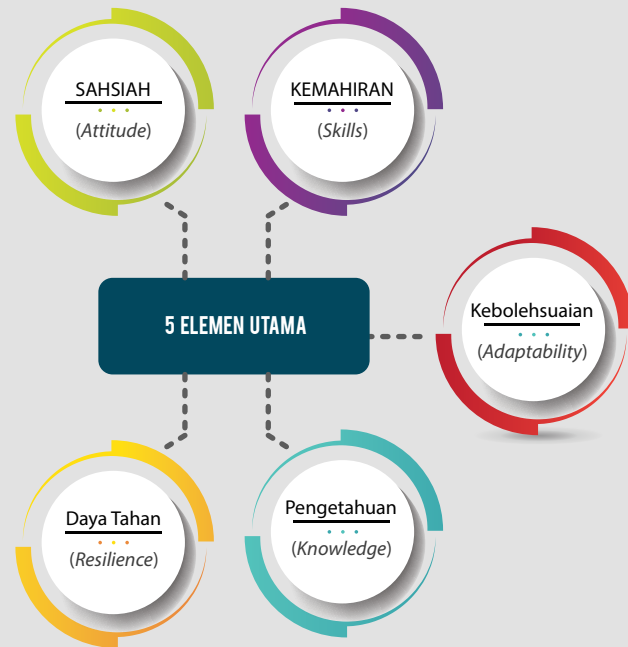 SAHSIAH
(Attitude)
KEMAHIRAN
(Skills)
5 ELEMEN UTAMA
Kebolehsuaian
(Adaptability)
Daya Tahan
(Resilience)
Pengetahuan
(Knowledge)